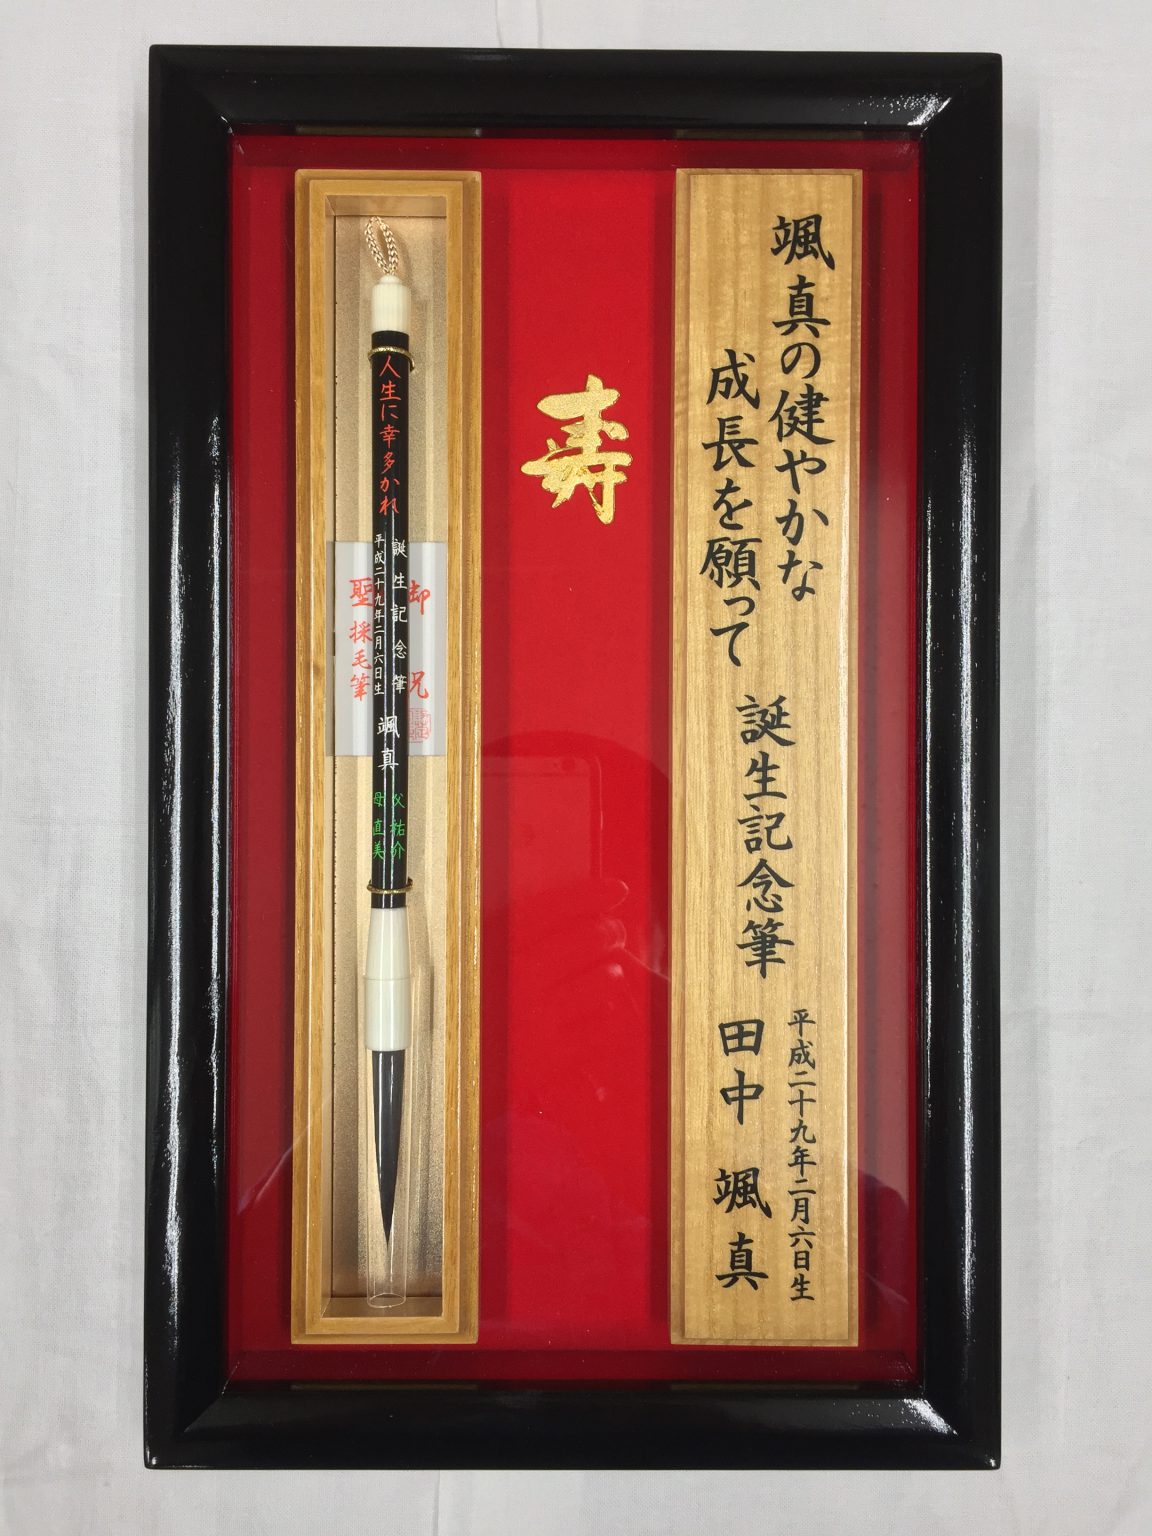 颯真の健やかな
成長を願って
誕生記念筆
平成二十九年二月六日生
田中 颯真
寿
人生に幸多かれ
誕生記念筆
平成二十九年二月六日生
颯真
父 祐介
母 直美
御祝
聖採毛筆